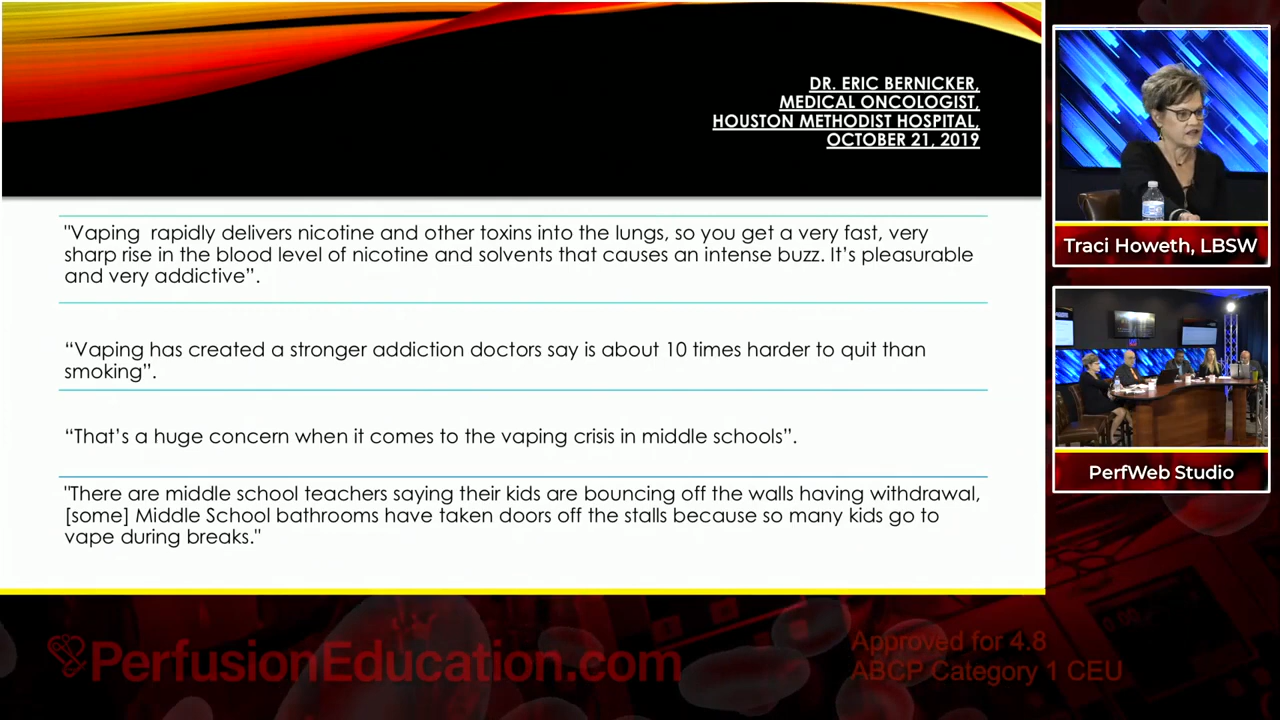 DR. ERIC BERNICKER,
MEDICAL ONCOLOGIST,
HOUSTON METHODIST HOSPITAL,
OCTOBER 21, 2019
"Vaping  rapidly delivers nicotine and other toxins into the lungs, so you get a very fast, very
sharp rise in the blood level of nicotine and solvents that causes an intense buzz. It’s pleasurable
and very addictive”.
“Vaping has created a stronger addiction doctors say is about 10 times harder to quit than
smoking”.
“That’s a huge concern when it comes to the vaping crisis in middle schools”.
"There are middle school teachers saying their kids are bouncing off the walls having withdrawal,
[some] Middle School bathrooms have taken doors off the stalls because so many kids go to
vape during breaks."
Traci Howeth, LBSW
PerfWeb Studio
PerfusionEducation.com
Approved for 4.8
ABCP Category 1 CEU